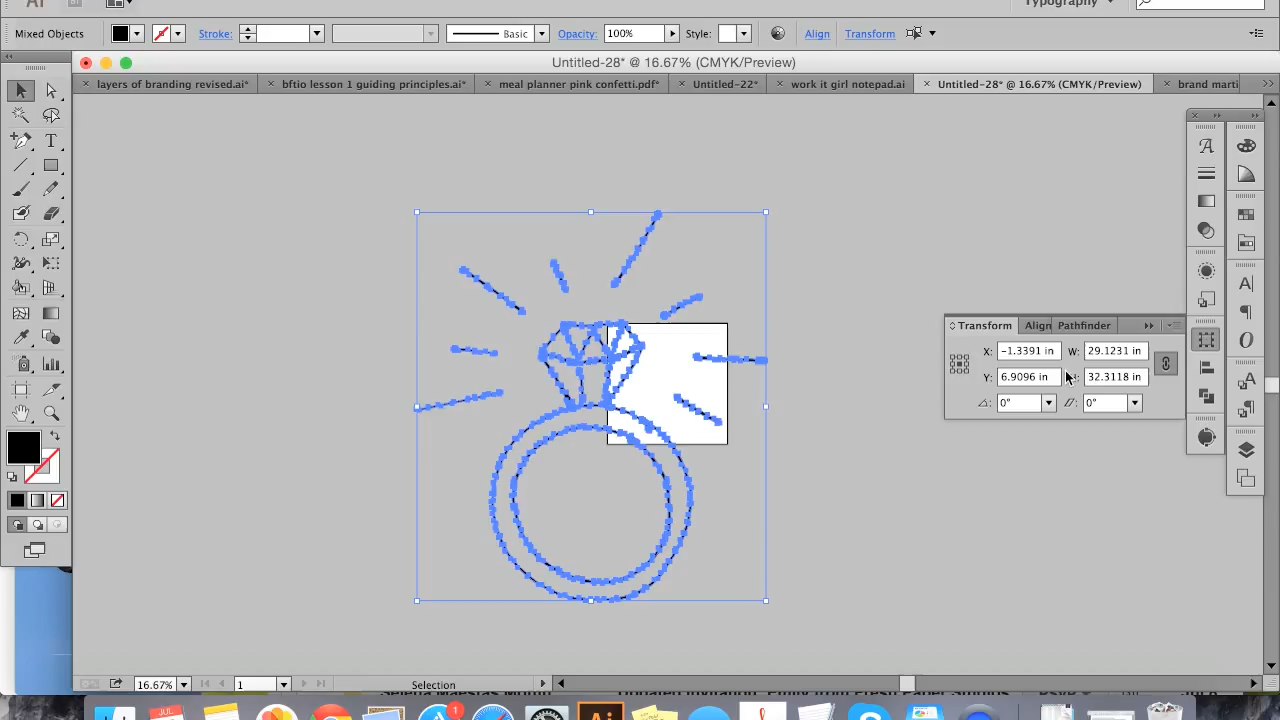 Typography
Mixed Objects
Stroke:
Basic
Opacity:
100%
Style:
Align
Transform
Untitled-28* @ 16.67% (CMYK/Preview)
layers of branding revised.ai*
bftio lesson 1 guiding principles.ai*
meal planner pink confetti.pdf*
Untitled-22*
work it girl notepad.ai
Untitled-28* @ 16.67% (CMYK/Preview)
brand marti
Transform
Align
Pathfinder
X: -1.3391 in W: 29.1231 in
Y: 6.9096 in H: 32.3118 in
0° 0°
16.67%
1
Selection
1
JUL
Ai